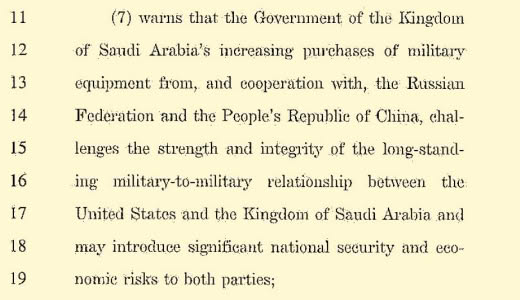 11 (7) warns that the Government of the Kingdom
12 of Saudi Arabia's increasing purchases of military
13 equipment from, and cooperation with, the Russian
14 Federation and the People's Republic of China, chal-
15 lenges the strength and integrity of the long-stand-
16 ing military-to-military relationship between the
17 United States and the Kingdom of Saudi Arabia and
18 may introduce significant national security and eco-
19 nomic risks to both parties;